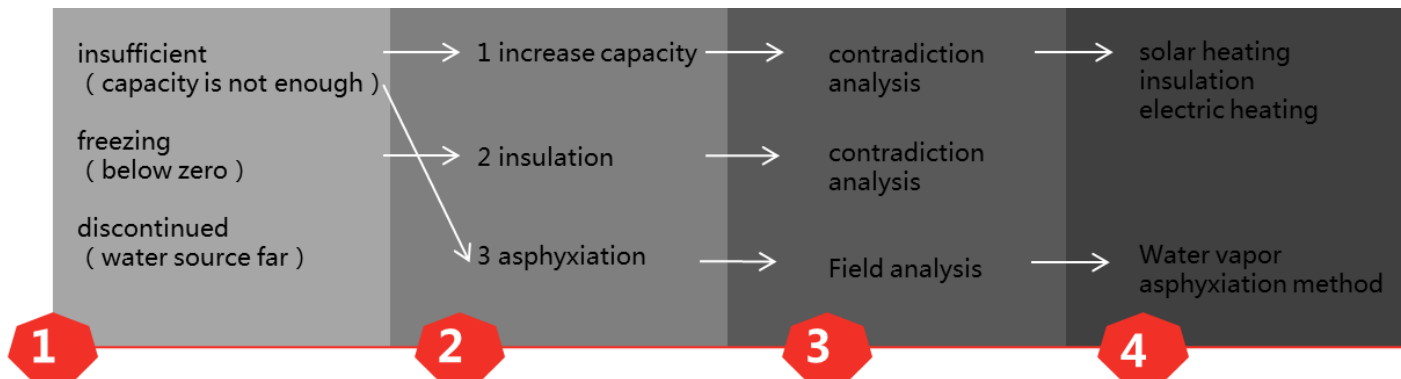 insufficient
（capacity is not enough）
freezing
（below zero）
discontinued
（water source far）
1
1 increase capacity
2 insulation
3 asphyxiation
2
contradiction
analysis
contradiction
analysis
Field analysis
3
solar heating
insulation
electric heating
Water vapor
asphyxiation method
4